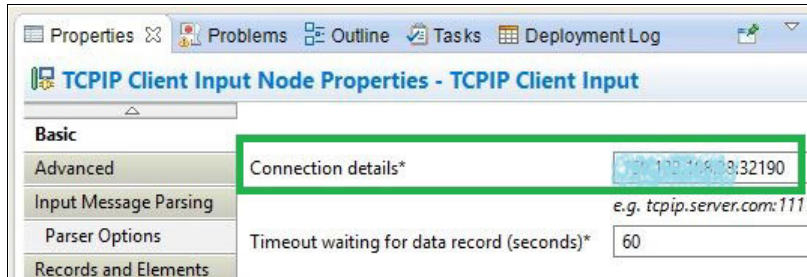 Properties Problems Outline Tasks Deployment Log
TCPIP Client Input Node Properties - TCPIP Client Input
Basic
Advanced
Connection details* :32190
Input Message Parsing
e.g. tcpip.server.com:111
Parser Options
Timeout waiting for data record (seconds)* 60
Records and Elements